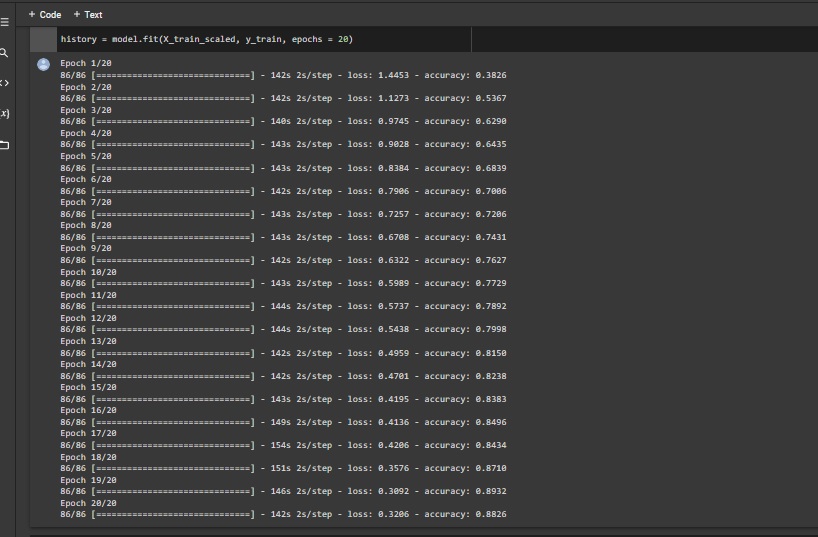 + Code + Text
history = model.fit(X_train_scaled, y_train, epochs = 20)
Epoch 1/20
86/86 [==============================] - 142s 2s/step - loss: 1.4453 - accuracy: 0.3826
Epoch 2/20
86/86 [==============================] - 142s 2s/step - loss: 1.1273 - accuracy: 0.5367
Epoch 3/20
86/86 [==============================] - 140s 2s/step - loss: 0.9745 - accuracy: 0.6290
Epoch 4/20
86/86 [==============================] - 143s 2s/step - loss: 0.9028 - accuracy: 0.6435
Epoch 5/20
86/86 [==============================] - 143s 2s/step - loss: 0.8384 - accuracy: 0.6839
Epoch 6/20
86/86 [==============================] - 142s 2s/step - loss: 0.7906 - accuracy: 0.7006
Epoch 7/20
86/86 [==============================] - 143s 2s/step - loss: 0.7257 - accuracy: 0.7206
Epoch 8/20
86/86 [==============================] - 143s 2s/step - loss: 0.6708 - accuracy: 0.7431
Epoch 9/20
86/86 [==============================] - 142s 2s/step - loss: 0.6322 - accuracy: 0.7627
Epoch 10/20
86/86 [==============================] - 143s 2s/step - loss: 0.5989 - accuracy: 0.7729
Epoch 11/20
86/86 [==============================] - 144s 2s/step - loss: 0.5737 - accuracy: 0.7892
Epoch 12/20
86/86 [==============================] - 144s 2s/step - loss: 0.5438 - accuracy: 0.7998
Epoch 13/20
86/86 [==============================] - 142s 2s/step - loss: 0.4959 - accuracy: 0.8150
Epoch 14/20
86/86 [==============================] - 142s 2s/step - loss: 0.4701 - accuracy: 0.8238
Epoch 15/20
86/86 [==============================] - 143s 2s/step - loss: 0.4195 - accuracy: 0.8383
Epoch 16/20
86/86 [==============================] - 149s 2s/step - loss: 0.4136 - accuracy: 0.8496
Epoch 17/20
86/86 [==============================] - 154s 2s/step - loss: 0.4206 - accuracy: 0.8434
Epoch 18/20
86/86 [==============================] - 151s 2s/step - loss: 0.3576 - accuracy: 0.8710
Epoch 19/20
86/86 [==============================] - 146s 2s/step - loss: 0.3092 - accuracy: 0.8932
Epoch 20/20
86/86 [==============================] - 142s 2s/step - loss: 0.3206 - accuracy: 0.8826